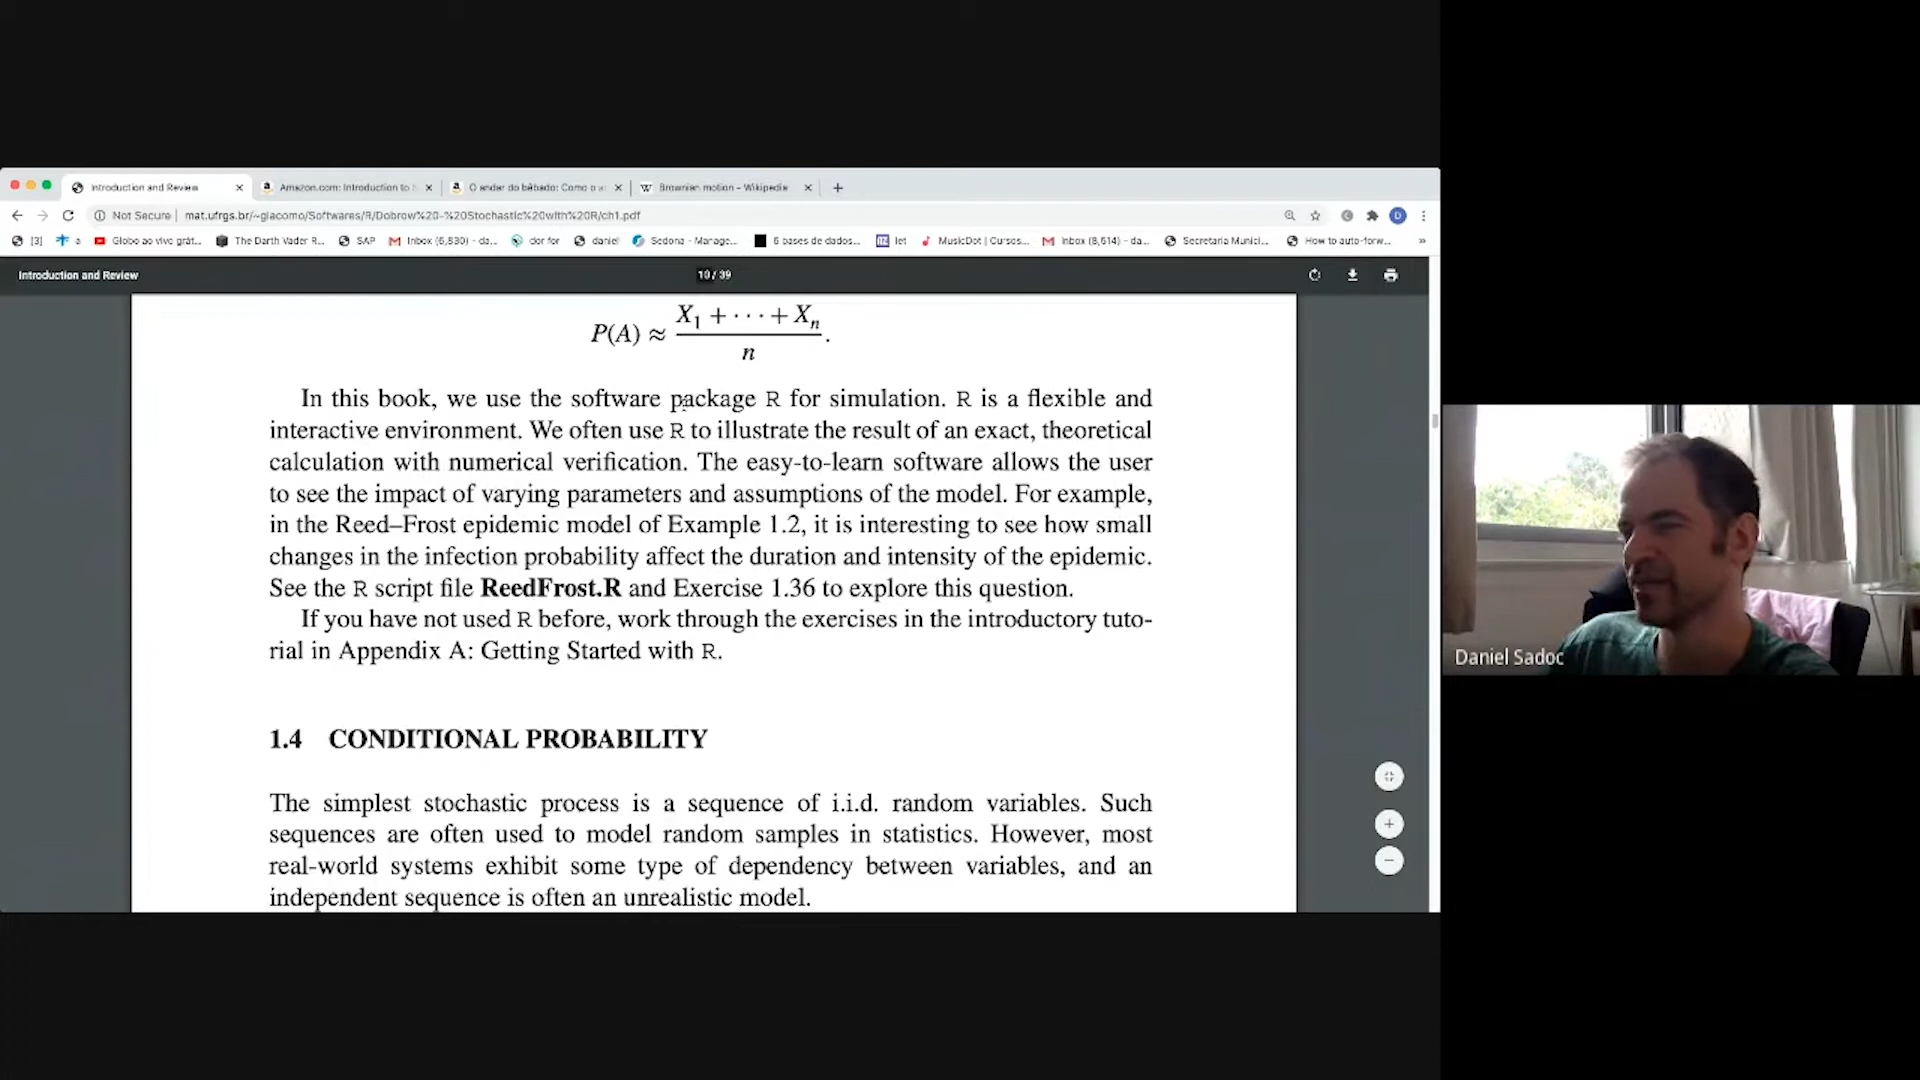 Introduction and Review
Amazon.com: Introduction to S
O andar do bêbado: Como o a
Brownian motion - Wikipedia
Not Secure | mat.ufrgs.br/~giacomo/Softwares/R/Dobrow%20-%20Stochastic%20with%20R/ch1.pdf
D
[3]
a
Globo ao vivo grát...
The Darth Vader R...
SAP
Inbox (6,830) - da...
dor for
daniel
Sedona - Manage...
6 bases de dados...
let
MusicDot | Cursos...
Inbox (8,614) - da...
Secretaria Munici...
How to auto-forw...
»
Introduction and Review
10 / 39
P(A) ≈ X₁ + · · · + Xₙ / n .
In this book, we use the software package R for simulation. R is a flexible and
interactive environment. We often use R to illustrate the result of an exact, theoretical
calculation with numerical verification. The easy-to-learn software allows the user
to see the impact of varying parameters and assumptions of the model. For example,
in the Reed–Frost epidemic model of Example 1.2, it is interesting to see how small
changes in the infection probability affect the duration and intensity of the epidemic.
See the R script file ReedFrost.R and Exercise 1.36 to explore this question.
If you have not used R before, work through the exercises in the introductory tuto-
rial in Appendix A: Getting Started with R.
1.4 CONDITIONAL PROBABILITY
The simplest stochastic process is a sequence of i.i.d. random variables. Such
sequences are often used to model random samples in statistics. However, most
real-world systems exhibit some type of dependency between variables, and an
independent sequence is often an unrealistic model.
Daniel Sadoc